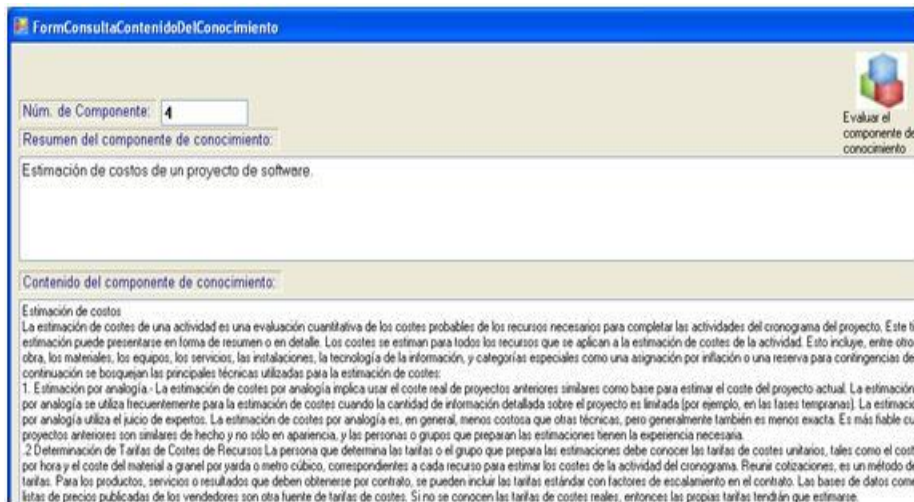 FormConsultaContenidoDelConocimiento
Núm. de Componente: 4
Evaluar el
componente de
conocimiento
Resumen del componente de conocimiento:
Estimación de costos de un proyecto de software.
Contenido del componente de conocimiento:
Estimación de costos
La estimación de costes de una actividad es una evaluación cuantitativa de los costes probables de los recursos necesarios para completar las actividades del cronograma del proyecto. Este
estimación puede presentarse en forma de resumen o en detalle. Los costes se estiman para todos los recursos que se aplican a la estimación de costes de la actividad. Esto incluye, entre otro
obra, los materiales, los equipos, los servicios, las instalaciones, la tecnología de la información, y categorías especiales como una asignación por inflación o una reserva para contingencias de
continuación se bosquejan las principales técnicas utilizadas para la estimación de costes:
1. Estimación por analogía.- La estimación de costes por analogía implica usar el coste real de proyectos anteriores similares como base para estimar el coste del proyecto actual. La estimación
por analogía se utiliza frecuentemente para la estimación de costes cuando la cantidad de información detallada sobre el proyecto es limitada (por ejemplo, en las fases tempranas). La estimació
por analogía utiliza el juicio de expertos. La estimación de costes por analogía es, en general, menos costosa que otras técnicas, pero generalmente también es menos exacta. Es más fiable cu
proyectos anteriores son similares de hecho y no sólo en apariencia, y las personas o grupos que preparan las estimaciones tienen la experiencia necesaria.
.2 Determinación de Tarifas de Costes de Recursos La persona que determina las tarifas o el grupo que prepara las estimaciones debe conocer las tarifas de costes unitarios, tales como el cost
por hora y el coste del material a granel por yarda o metro cúbico, correspondientes a cada recurso para estimar los costes de la actividad del cronograma. Reunir cotizaciones, es un método d
tarifas. Para los productos, servicios o resultados que deben obtenerse por contrato, se pueden incluir las tarifas estándar con factores de escalamiento en el contrato. Las bases de datos com
listas de precios publicadas de los vendedores son otra fuente de tarifas de costes. Si no se conocen las tarifas de costes reales, entonces las propias tarifas tendrán que estimarse.